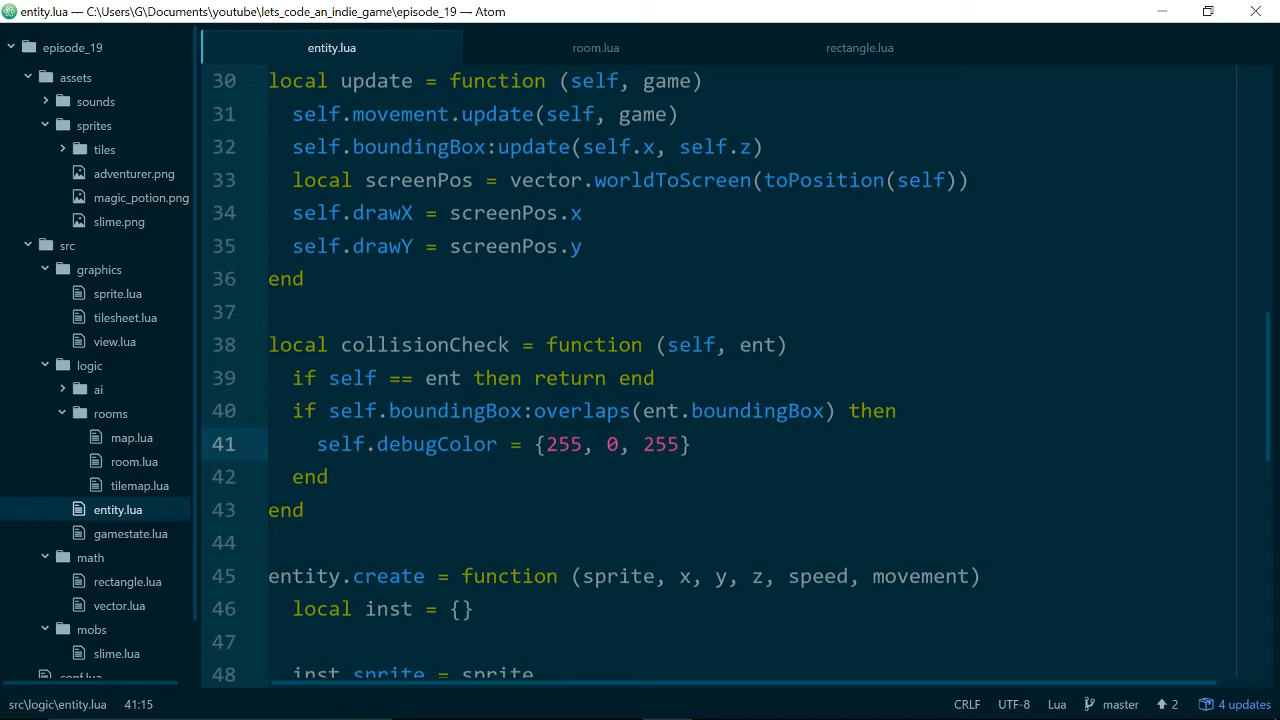 entity.lua — C:\Users\G\Documents\youtube\lets_code_an_indie_game\episode_19 — Atom
episode_19
assets
sounds
sprites
tiles
adventurer.png
magic_potion.png
slime.png
src
graphics
sprite.lua
tilesheet.lua
view.lua
logic
ai
rooms
map.lua
room.lua
tilemap.lua
entity.lua
gamestate.lua
math
rectangle.lua
vector.lua
mobs
slime.lua
conf.lua
entity.lua
room.lua
rectangle.lua
30 local update = function (self, game)
31 self.movement.update(self, game)
32 self.boundingBox:update(self.x, self.z)
33 local screenPos = vector.worldToScreen(toPosition(self))
34 self.drawX = screenPos.x
35 self.drawY = screenPos.y
36 end
37
38 local collisionCheck = function (self, ent)
39 if self == ent then return end
40 if self.boundingBox:overlaps(ent.boundingBox) then
41 self.debugColor = {255, 0, 255}
42 end
43 end
44
45 entity.create = function (sprite, x, y, z, speed, movement)
46 local inst = {}
47
48 inst.sprite = sprite
src\logic\entity.lua 41:15 CRLF UTF-8 Lua master 2 4 updates